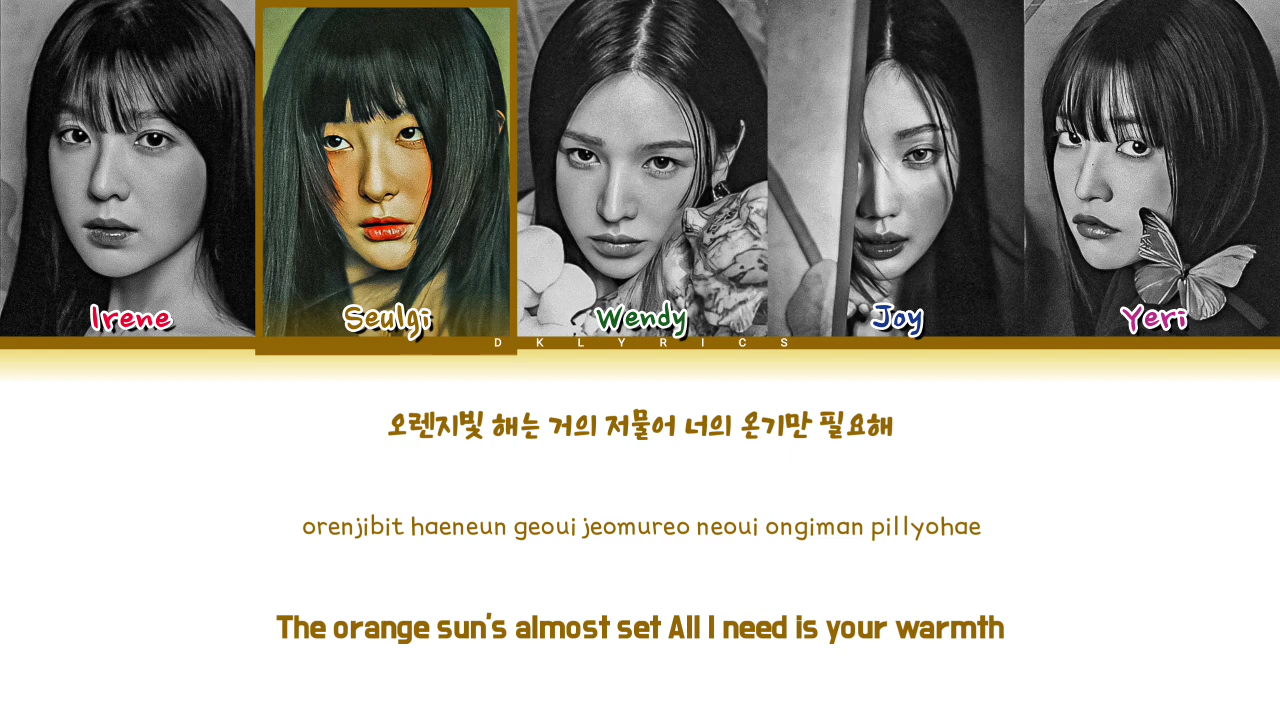 Irene
Seulgi
Wendy
Joy
Yeri
DKLYRICS
오렌지빛 해는 거의 저물어 너의 온기만 필요해
orenjibit haeneun geoui jeomureo neoui ongiman pillyohae
The orange sun's almost set All I need is your warmth